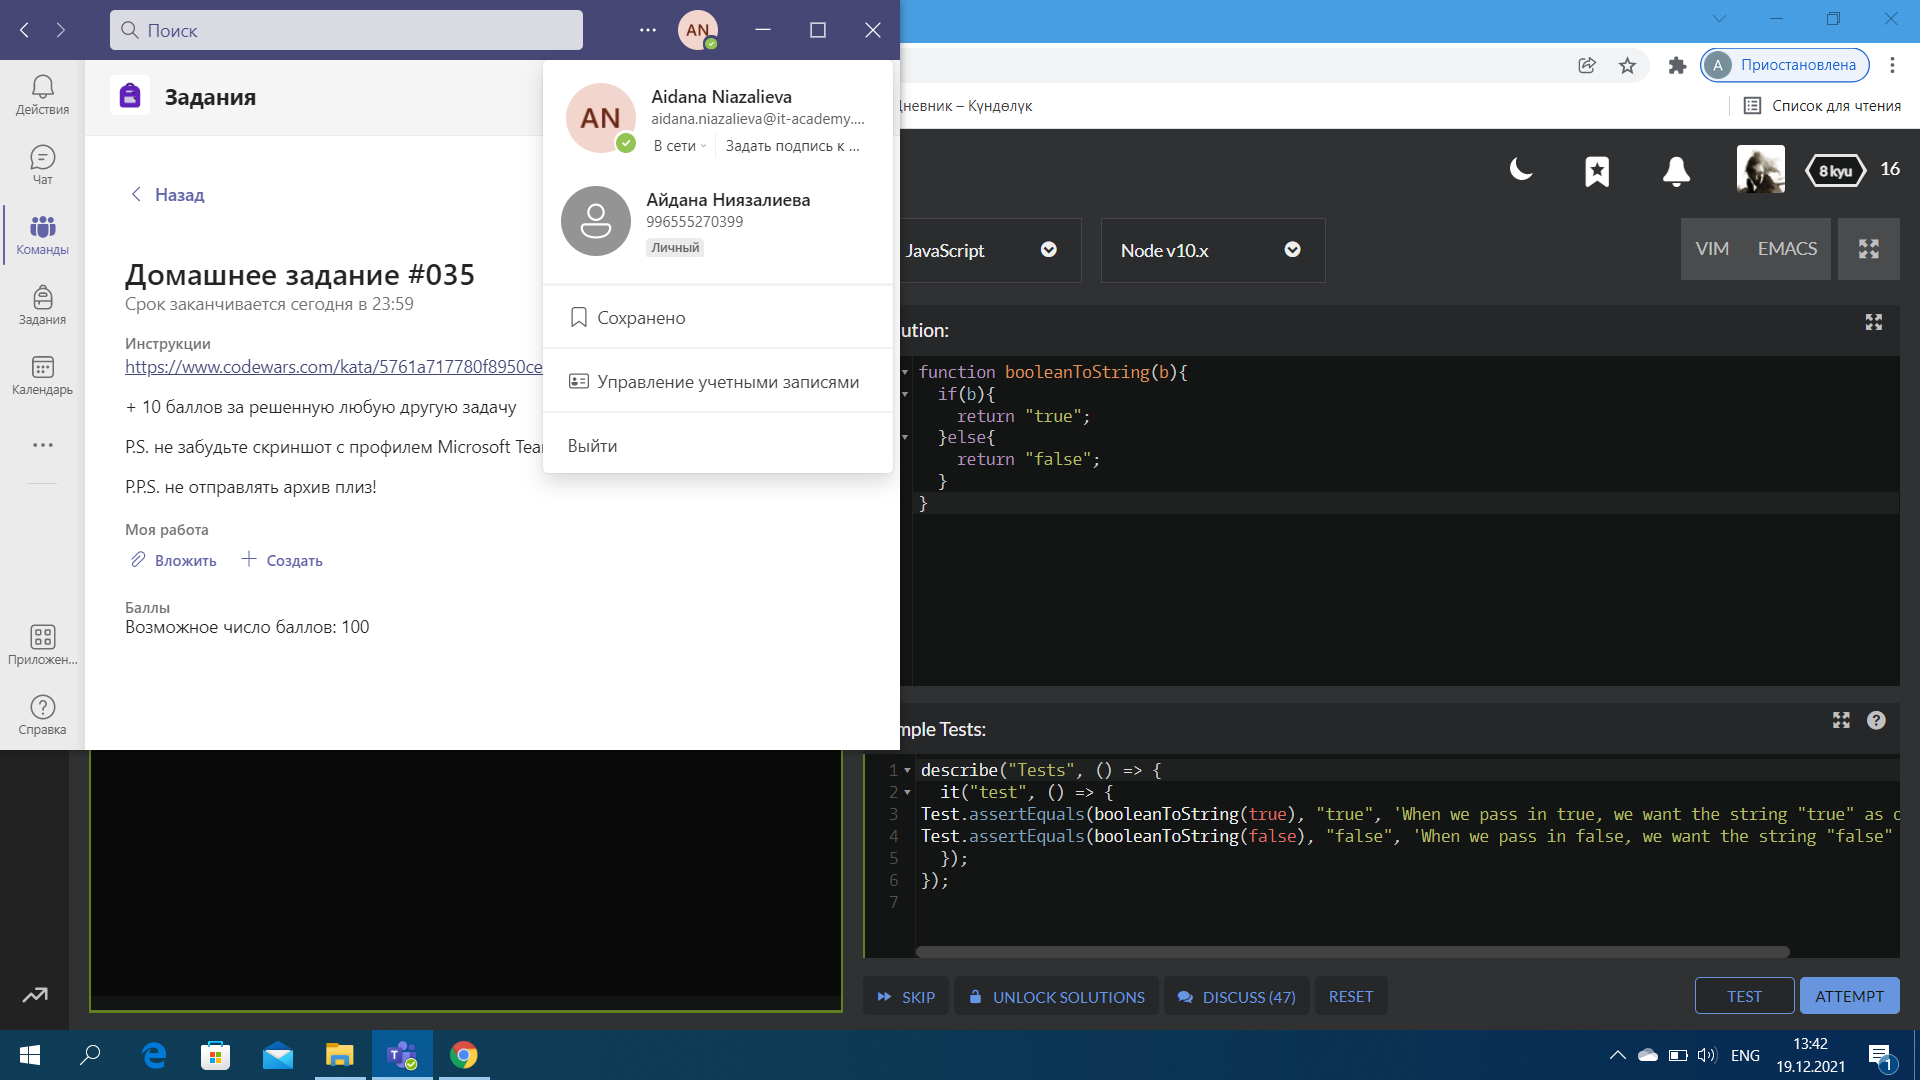 Поиск
AN
Действия
Чат
Команды
Задания
Календарь
Приложен...
Справка
Задания
Назад
Домашнее задание #035
Срок заканчивается сегодня в 23:59
Инструкции
https://www.codewars.com/kata/5761a717780f8950ce
+ 10 баллов за решенную любую другую задачу
P.S. не забудьте скриншот с профилем Microsoft Tea
P.P.S. не отправлять архив плиз!
Моя работа
Вложить
Создать
Баллы
Возможное число баллов: 100
AN
Aidana Niazalieva
aidana.niazalieva@it-academy....
В сети
Задать подпись к ...
Айдана Ниязалиева
996555270399
Личный
Сохранено
Управление учетными записями
Выйти
A
Приостановлена
Дневник – Күндөлүк
Список для чтения
8 kyu
16
JavaScript
Node v10.x
VIM
EMACS
ution:
function booleanToString(b){
if(b){
return "true";
}else{
return "false";
}
}
mple Tests:
1 describe("Tests", () => {
2 it("test", () => {
3 Test.assertEquals(booleanToString(true), "true", 'When we pass in true, we want the string "true" as o
4 Test.assertEquals(booleanToString(false), "false", 'When we pass in false, we want the string "false"
5 });
6 });
7
SKIP
UNLOCK SOLUTIONS
DISCUSS (47)
RESET
TEST
ATTEMPT
ENG
13:42
19.12.2021
1